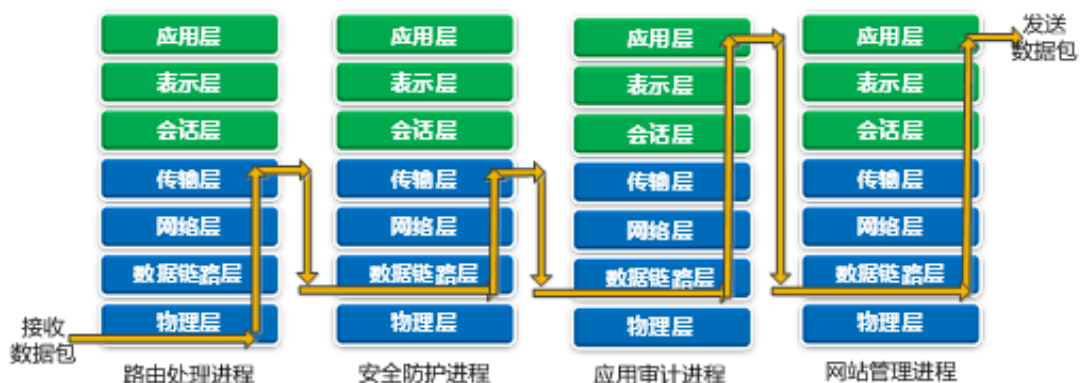 应用层
表示层
会话层
传输层
网络层
数据链路层
物理层
接收
数据包
路由处理进程
应用层
表示层
会话层
传输层
网络层
数据链路层
物理层
安全防护进程
应用层
表示层
会话层
传输层
网络层
数据链路层
物理层
应用审计进程
应用层
表示层
会话层
传输层
网络层
数据链路层
物理层
网站管理进程
发送
数据包